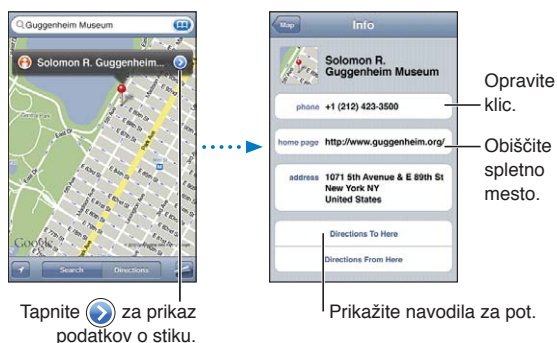 Guggenheim Museum
Solomon R. Guggenheim...
Google
Search
Directions
Tapnite za prikaz
podatkov o stiku.
Map
Info
Solomon R.
Guggenheim Museum
phone +1 (212) 423-3500
home page http://www.guggenheim.org/
address 1071 5th Avenue & E 89th St
New York NY
United States
Directions To Here
Directions From Here
Opravite
klic.
Obiščite
spletno
mesto.
Prikažite navodila za pot.